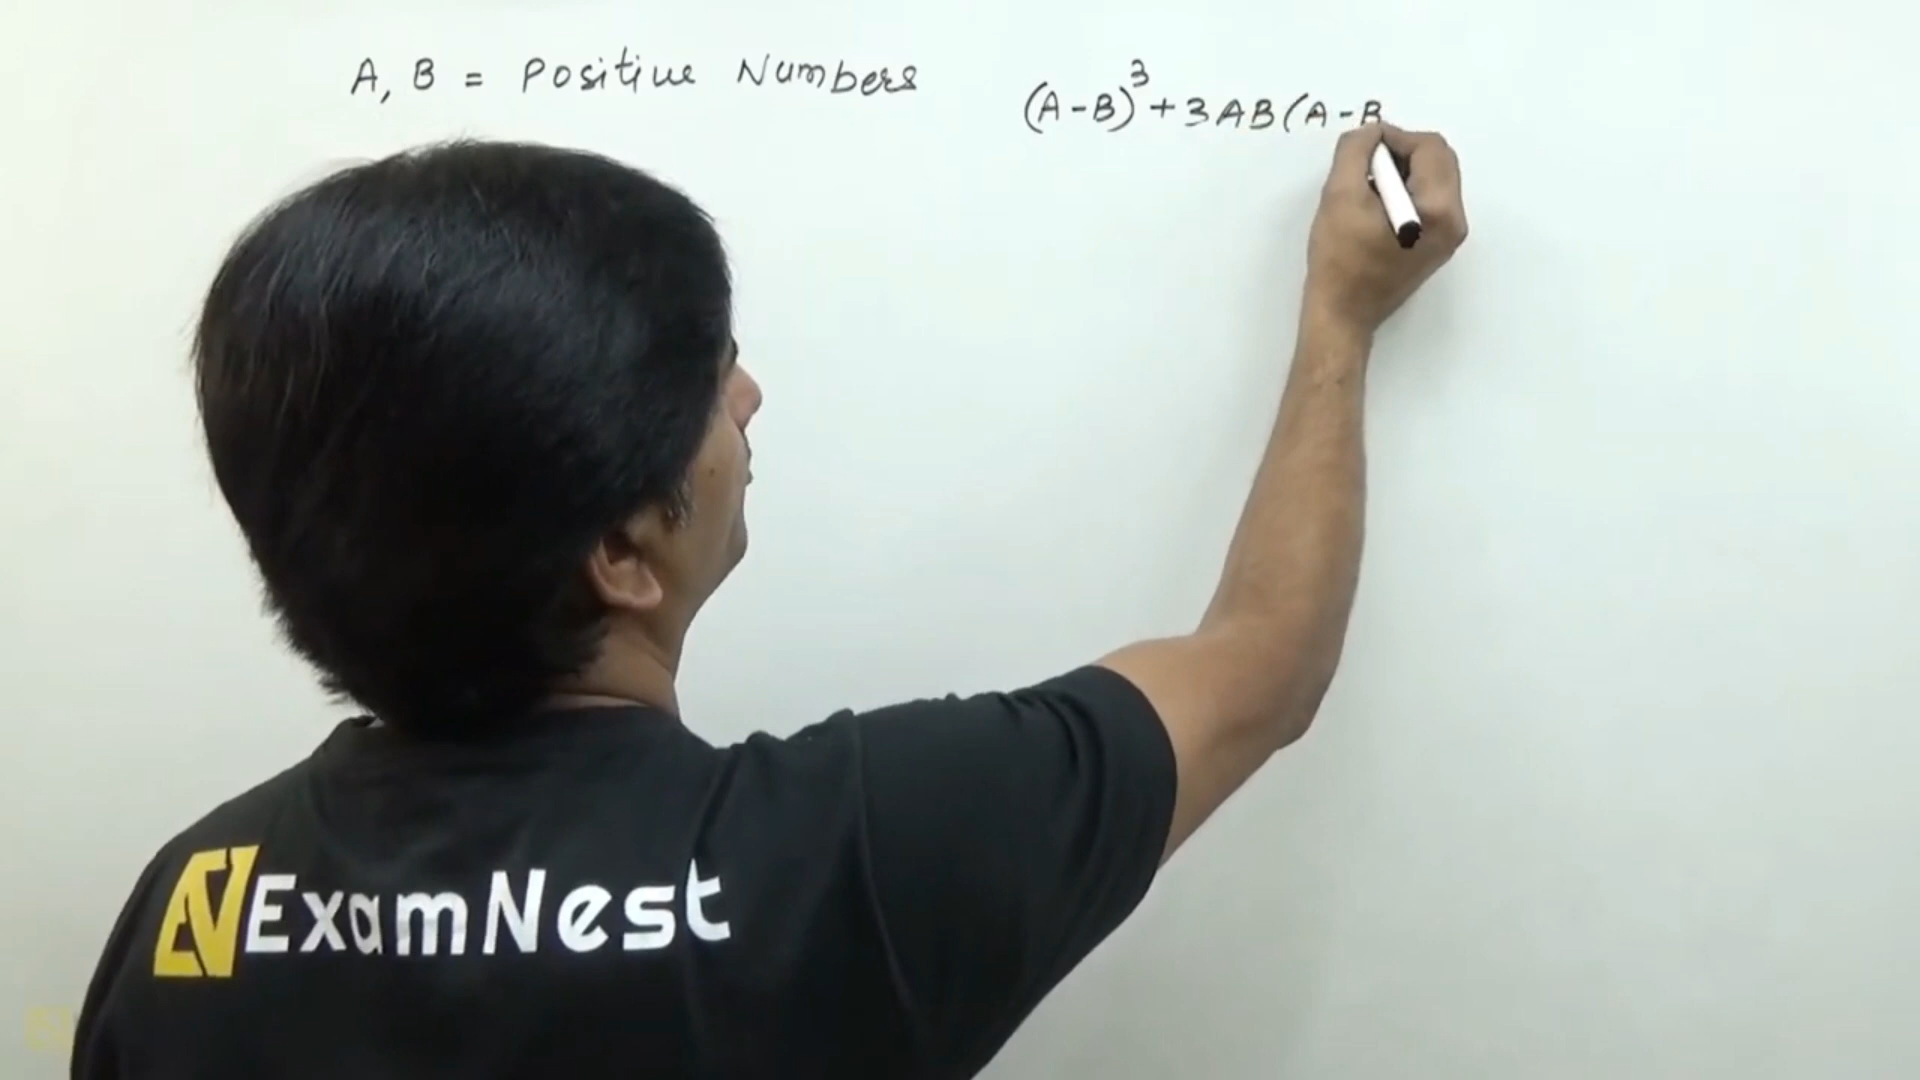 A, B = Positive Numbers
(A-B)³+3AB(A-B
ExamNest